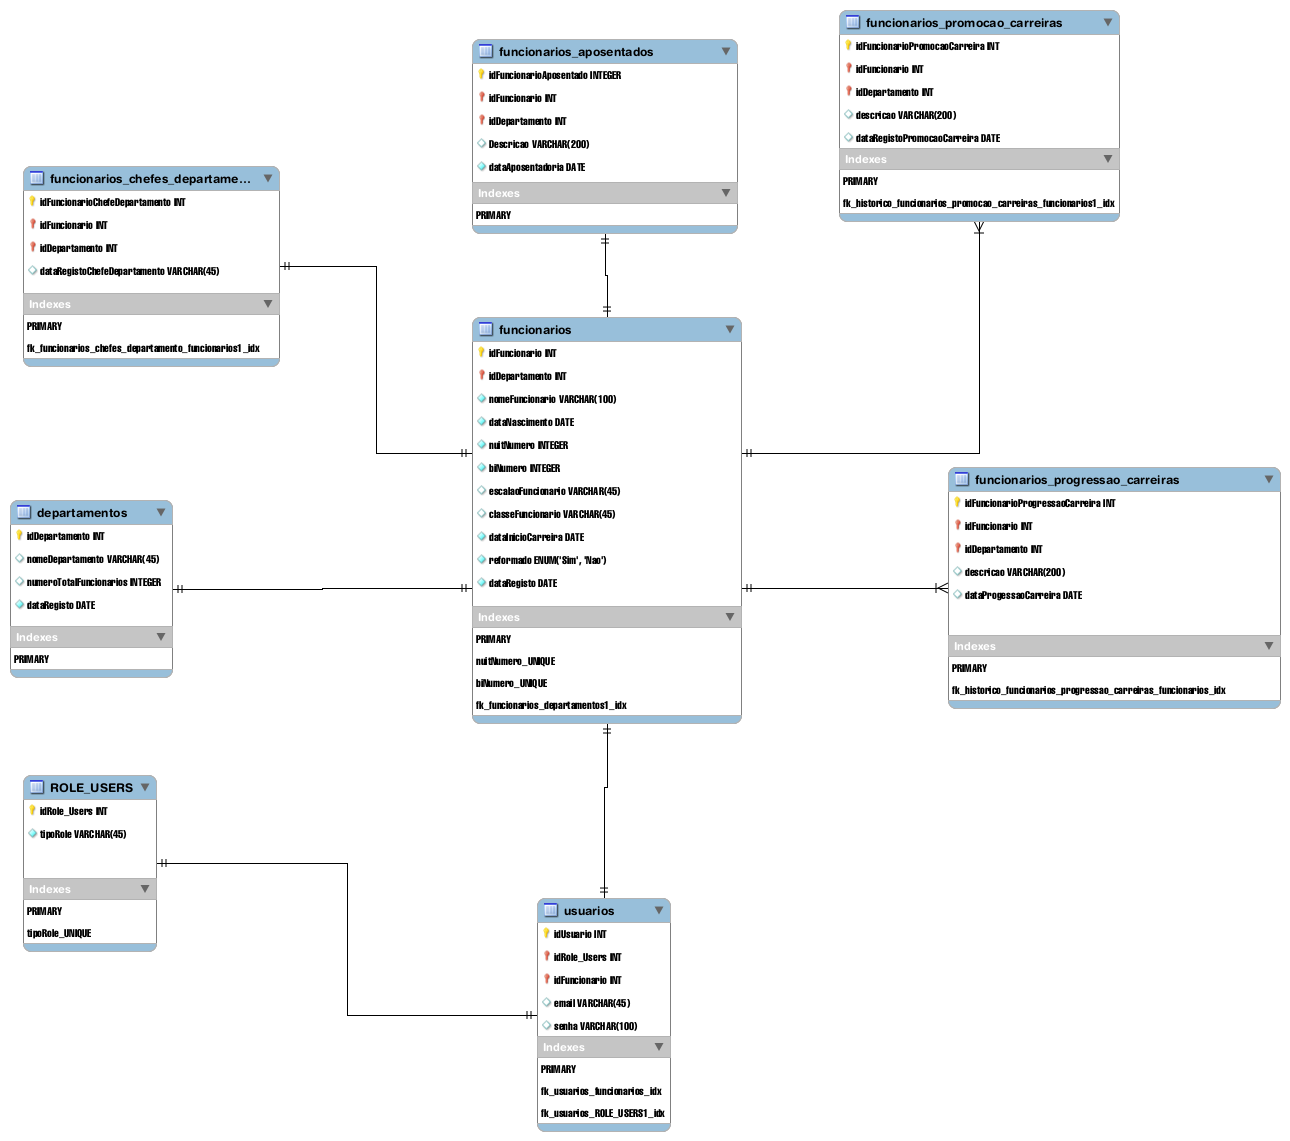 funcionarios_promocao_carreiras
idFuncionarioPromocaoCarreira INT
idFuncionario INT
idDepartamento INT
descricao VARCHAR(200)
dataRegistoPromocaoCarreira DATE
Indexes
PRIMARY
fk_historico_funcionarios_promocao_carreiras_funcionarios1_idx
funcionarios_aposentados
idFuncionarioAposentado INTEGER
idFuncionario INT
idDepartamento INT
Descricao VARCHAR(200)
dataAposentadoria DATE
Indexes
PRIMARY
funcionarios_chefes_departame...
idFuncionarioChefeDepartamento INT
idFuncionario INT
idDepartamento INT
dataRegistoChefeDepartamento VARCHAR(45)
Indexes
PRIMARY
fk_funcionarios_chefes_departamento_funcionarios1_idx
funcionarios
idFuncionario INT
idDepartamento INT
nomeFuncionario VARCHAR(100)
dataNascimento DATE
nuitNumero INTEGER
biNumero INTEGER
escalaoFuncionario VARCHAR(45)
classeFuncionario VARCHAR(45)
dataInicioCarreira DATE
reformado ENUM('Sim', 'Nao')
dataRegisto DATE
Indexes
PRIMARY
nuitNumero_UNIQUE
biNumero_UNIQUE
fk_funcionarios_departamentos1_idx
funcionarios_progressao_carreiras
idFuncionarioProgressaoCarreira INT
idFuncionario INT
idDepartamento INT
descricao VARCHAR(200)
dataProgessaoCarreira DATE
Indexes
PRIMARY
fk_historico_funcionarios_progressao_carreiras_funcionarios_idx
departamentos
idDepartamento INT
nomeDepartamento VARCHAR(45)
numeroTotalFuncionarios INTEGER
dataRegisto DATE
Indexes
PRIMARY
ROLE_USERS
idRole_Users INT
tipoRole VARCHAR(45)
Indexes
PRIMARY
tipoRole_UNIQUE
usuarios
idUsuario INT
idRole_Users INT
idFuncionario INT
email VARCHAR(45)
senha VARCHAR(100)
Indexes
PRIMARY
fk_usuarios_funcionarios_idx
fk_usuarios_ROLE_USERS1_idx